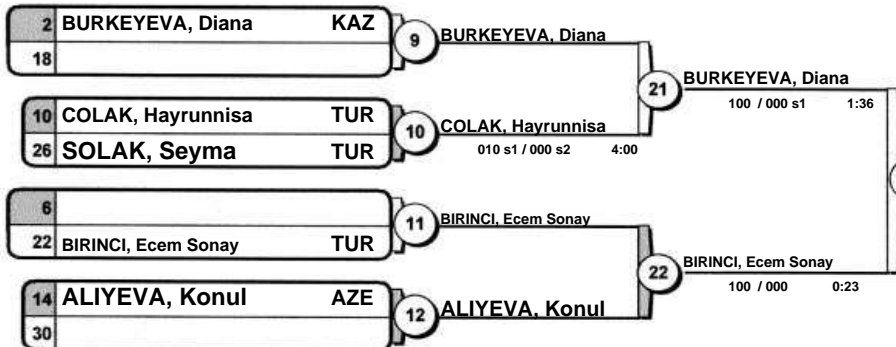 2 BURKEYEVA, Diana KAZ
18
9 BURKEYEVA, Diana
10 COLAK, Hayrunnisa TUR
26 SOLAK, Seyma TUR
10 COLAK, Hayrunnisa
010 s1 / 000 s2 4:00
21 BURKEYEVA, Diana
100 / 000 s1 1:36
6
22 BIRINCI, Ecem Sonay TUR
11 BIRINCI, Ecem Sonay
14 ALIYEVA, Konul AZE
30
12 ALIYEVA, Konul
22 BIRINCI, Ecem Sonay
100 / 000 0:23